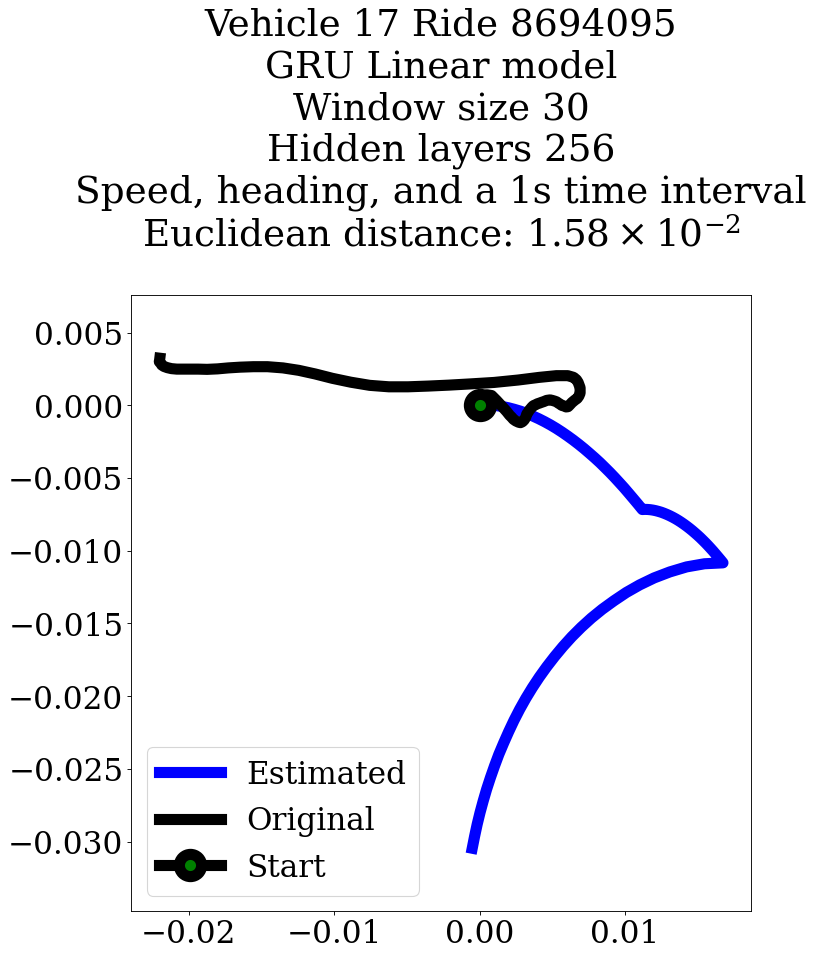 Vehicle 17 Ride 8694095
GRU Linear model
Window size 30
Hidden layers 256
Speed, heading, and a 1s time interval
Euclidean distance: 1.58 × 10⁻²
0.005
0.000
−0.005
−0.010
−0.015
−0.020
−0.025
−0.030
Estimated
Original
Start
−0.02
−0.01
0.00
0.01